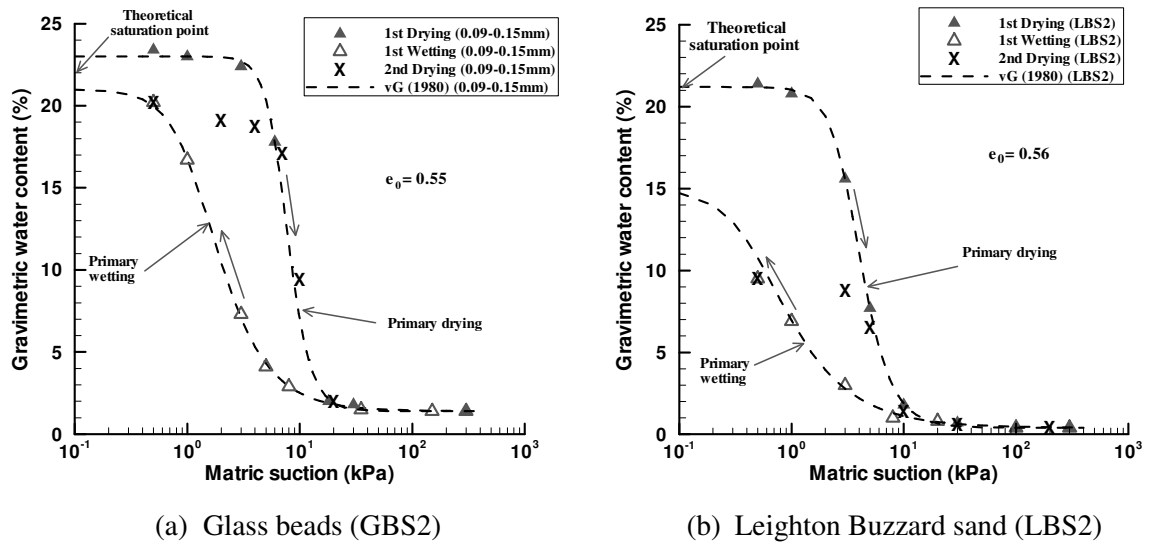 Theoretical
saturation point
1st Drying (0.09-0.15mm)
1st Wetting (0.09-0.15mm)
2nd Drying (0.09-0.15mm)
vG (1980) (0.09-0.15mm)
e0 = 0.55
Primary
wetting
Primary drying
Gravimetric water content (%)
25
20
15
10
5
0
10-1 100 101 102 103
Matric suction (kPa)
(a) Glass beads (GBS2)
Theoretical
saturation point
1st Drying (LBS2)
1st Wetting (LBS2)
2nd Drying (LBS2)
vG (1980) (LBS2)
e0 = 0.56
Primary drying
Primary
wetting
Gravimetric water content (%)
25
20
15
10
5
0
10-1 100 101 102 103
Matric suction (kPa)
(b) Leighton Buzzard sand (LBS2)